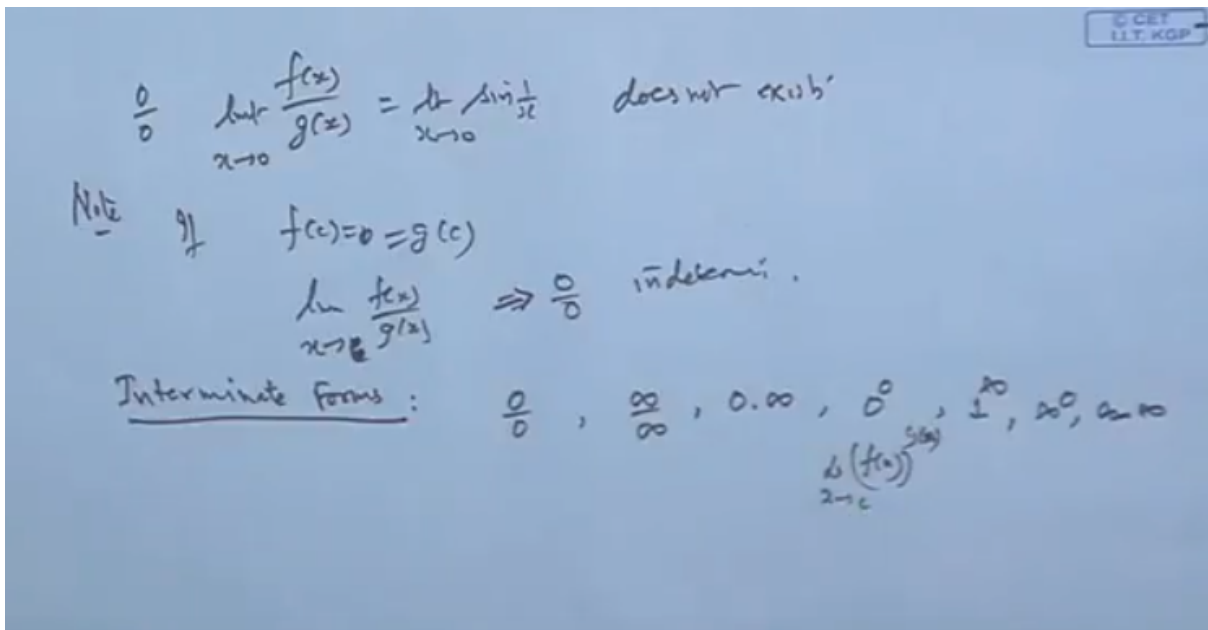 © CET
I.I.T. KGP
0/0 lim x→0 f(x)/g(x) = lt x→0 sin 1/x does not exist
Note If f(c)=0=g(c)
lim x→c f(x)/g(x) ⇒ 0/0 indetermi.
Interminate Forms : 0/0 , ∞/∞ , 0.∞ , 0^0 , 1^∞ , ∞^0 , ∞-∞
lt x→c (f(x))^g(x)